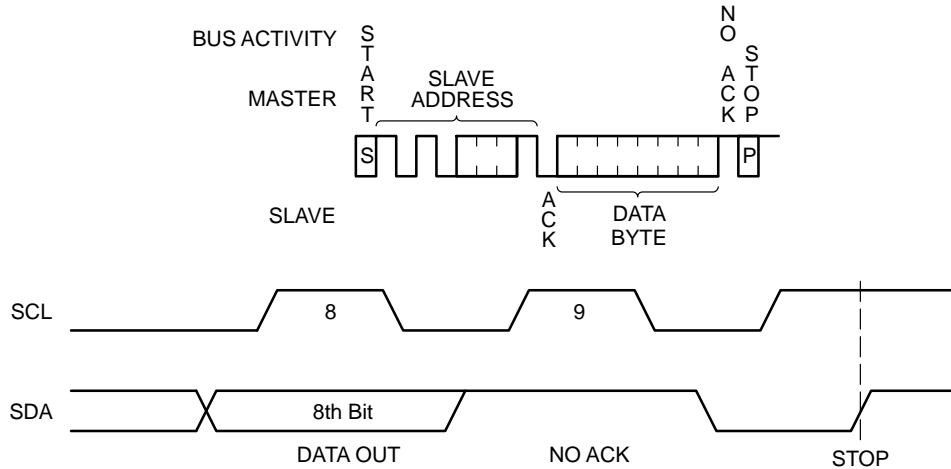 BUS ACTIVITY
MASTER
START
SLAVE
ADDRESS
NO ACK
STOP
S
P
SLAVE
ACK
DATA
BYTE
SCL
8
9
SDA
8th Bit
DATA OUT
NO ACK
STOP